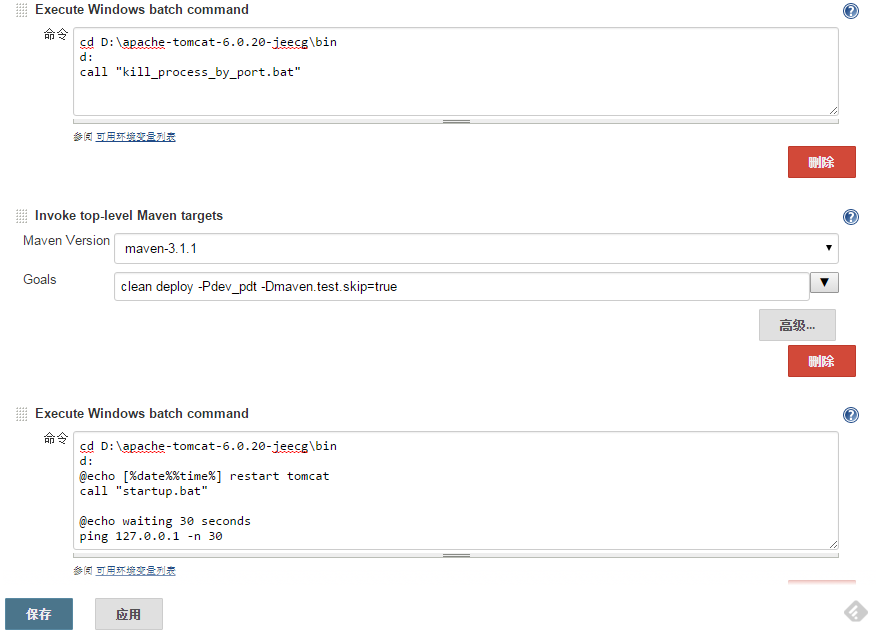 Execute Windows batch command
命令
cd D:\apache-tomcat-6.0.20-jeecg\bin
d:
call "kill_process_by_port.bat"
参阅 可用环境变量列表
删除
Invoke top-level Maven targets
Maven Version
maven-3.1.1
Goals
clean deploy -Pdev_pdt -Dmaven.test.skip=true
高级...
删除
Execute Windows batch command
命令
cd D:\apache-tomcat-6.0.20-jeecg\bin
d:
@echo [%date%%time%] restart tomcat
call "startup.bat"
@echo waiting 30 seconds
ping 127.0.0.1 -n 30
参阅 可用环境变量列表
保存 应用